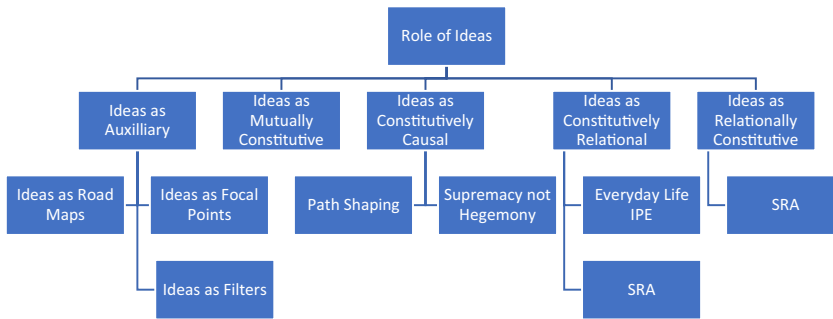 Role of Ideas
Ideas as
Auxilliary
Ideas as
Mutually
Constitutive
Ideas as
Constitutively
Causal
Ideas as
Constitutively
Relational
Ideas as
Relationally
Constitutive
Ideas as Road
Maps
Ideas as Focal
Points
Path Shaping
Supremacy not
Hegemony
Everyday Life
IPE
SRA
Ideas as Filters
SRA